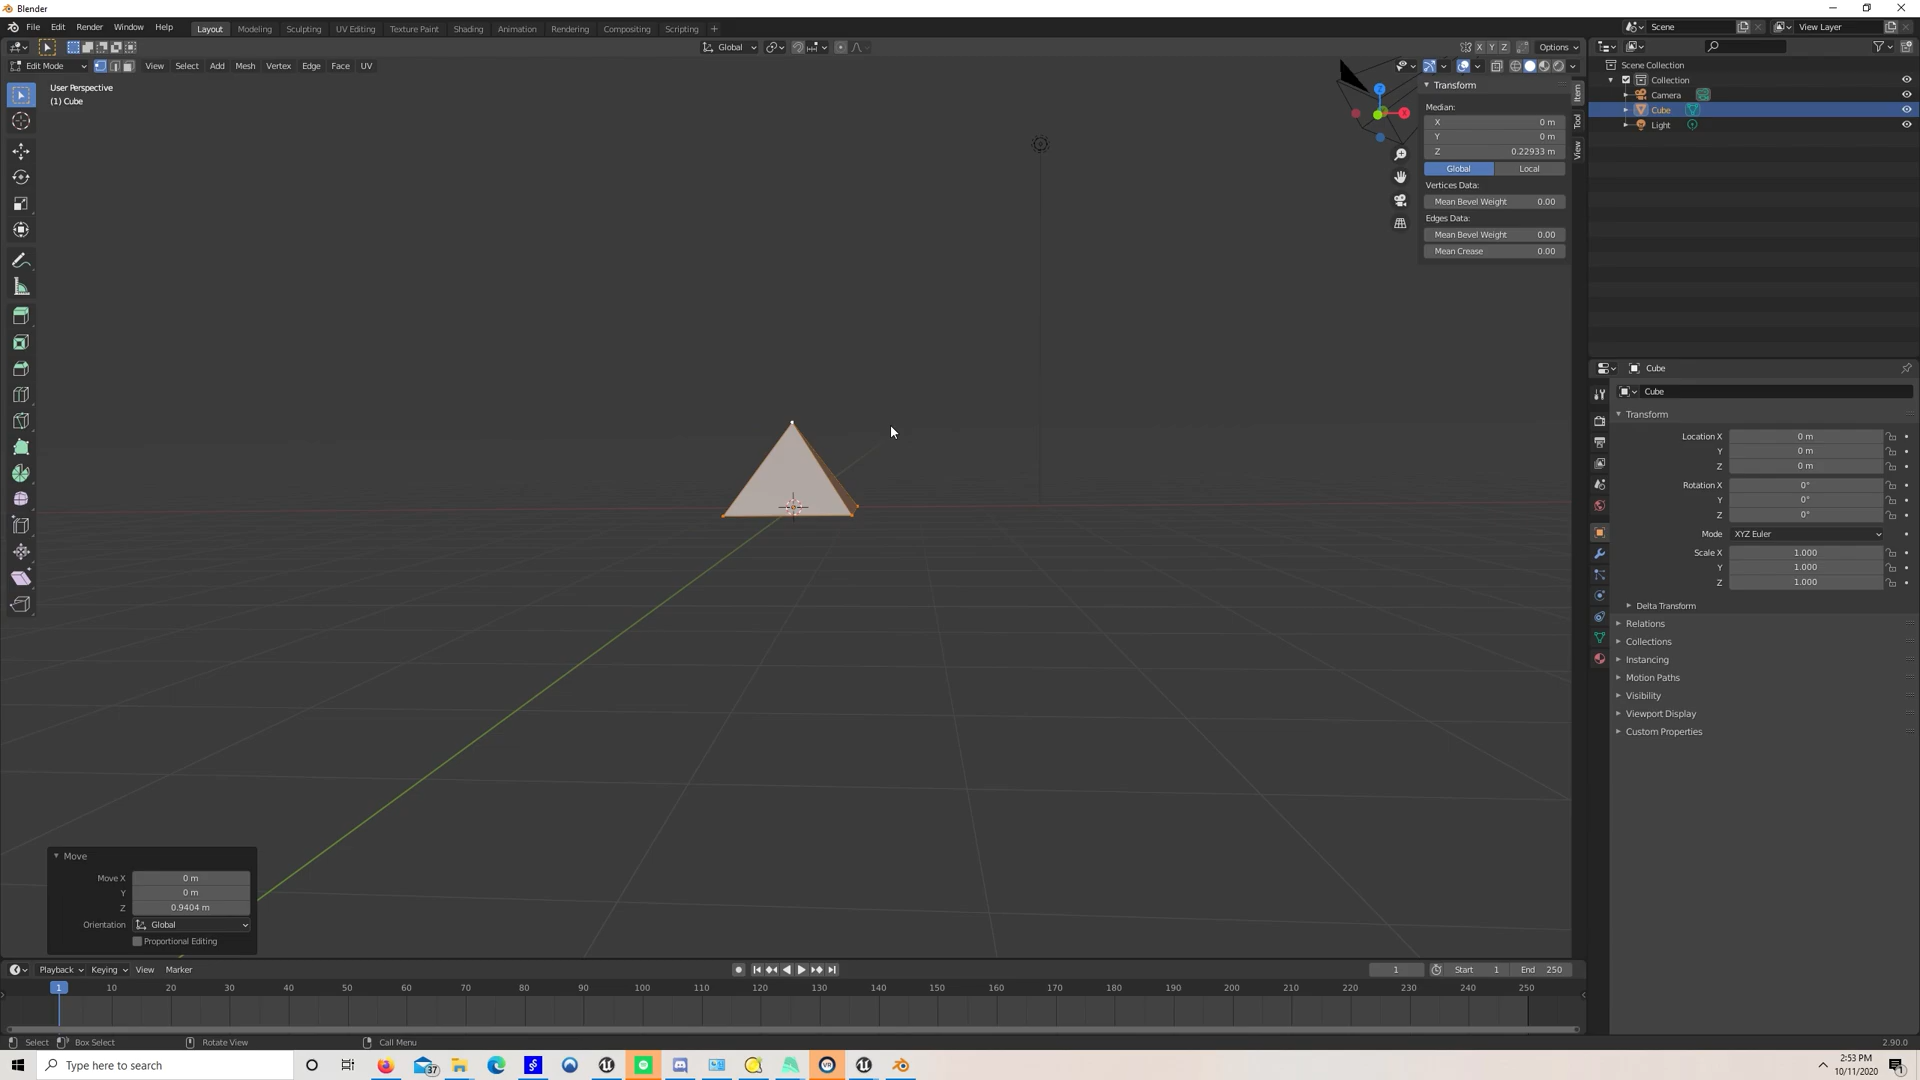 Blender
File Edit Render Window Help
Layout Modeling Sculpting UV Editing Texture Paint Shading Animation Rendering Compositing Scripting +
Scene View Layer
Global X Y Z Options
Edit Mode View Select Add Mesh Vertex Edge Face UV
User Perspective
(1) Cube
Z
X
Transform
Median:
X 0 m
Y 0 m
Z 0.22933 m
Global Local
Vertices Data:
Mean Bevel Weight 0.00
Edges Data:
Mean Bevel Weight 0.00
Mean Crease 0.00
Item
Tool
View
Scene Collection
Collection
Camera
Cube
Light
Cube
Cube
Transform
Location X 0 m
Y 0 m
Z 0 m
Rotation X 0°
Y 0°
Z 0°
Mode XYZ Euler
Scale X 1.000
Y 1.000
Z 1.000
Delta Transform
Relations
Collections
Instancing
Motion Paths
Visibility
Viewport Display
Custom Properties
Move
Move X 0 m
Y 0 m
Z 0.9404 m
Orientation Global
Proportional Editing
Playback Keying View Marker
1 Start 1 End 250
1 10 20 30 40 50 60 70 80 90 100 110 120 130 140 150 160 170 180 190 200 210 220 230 240 250
Select Box Select Rotate View Call Menu 2.90.0
Type here to search
37
VR
2:53 PM
10/11/2020
1